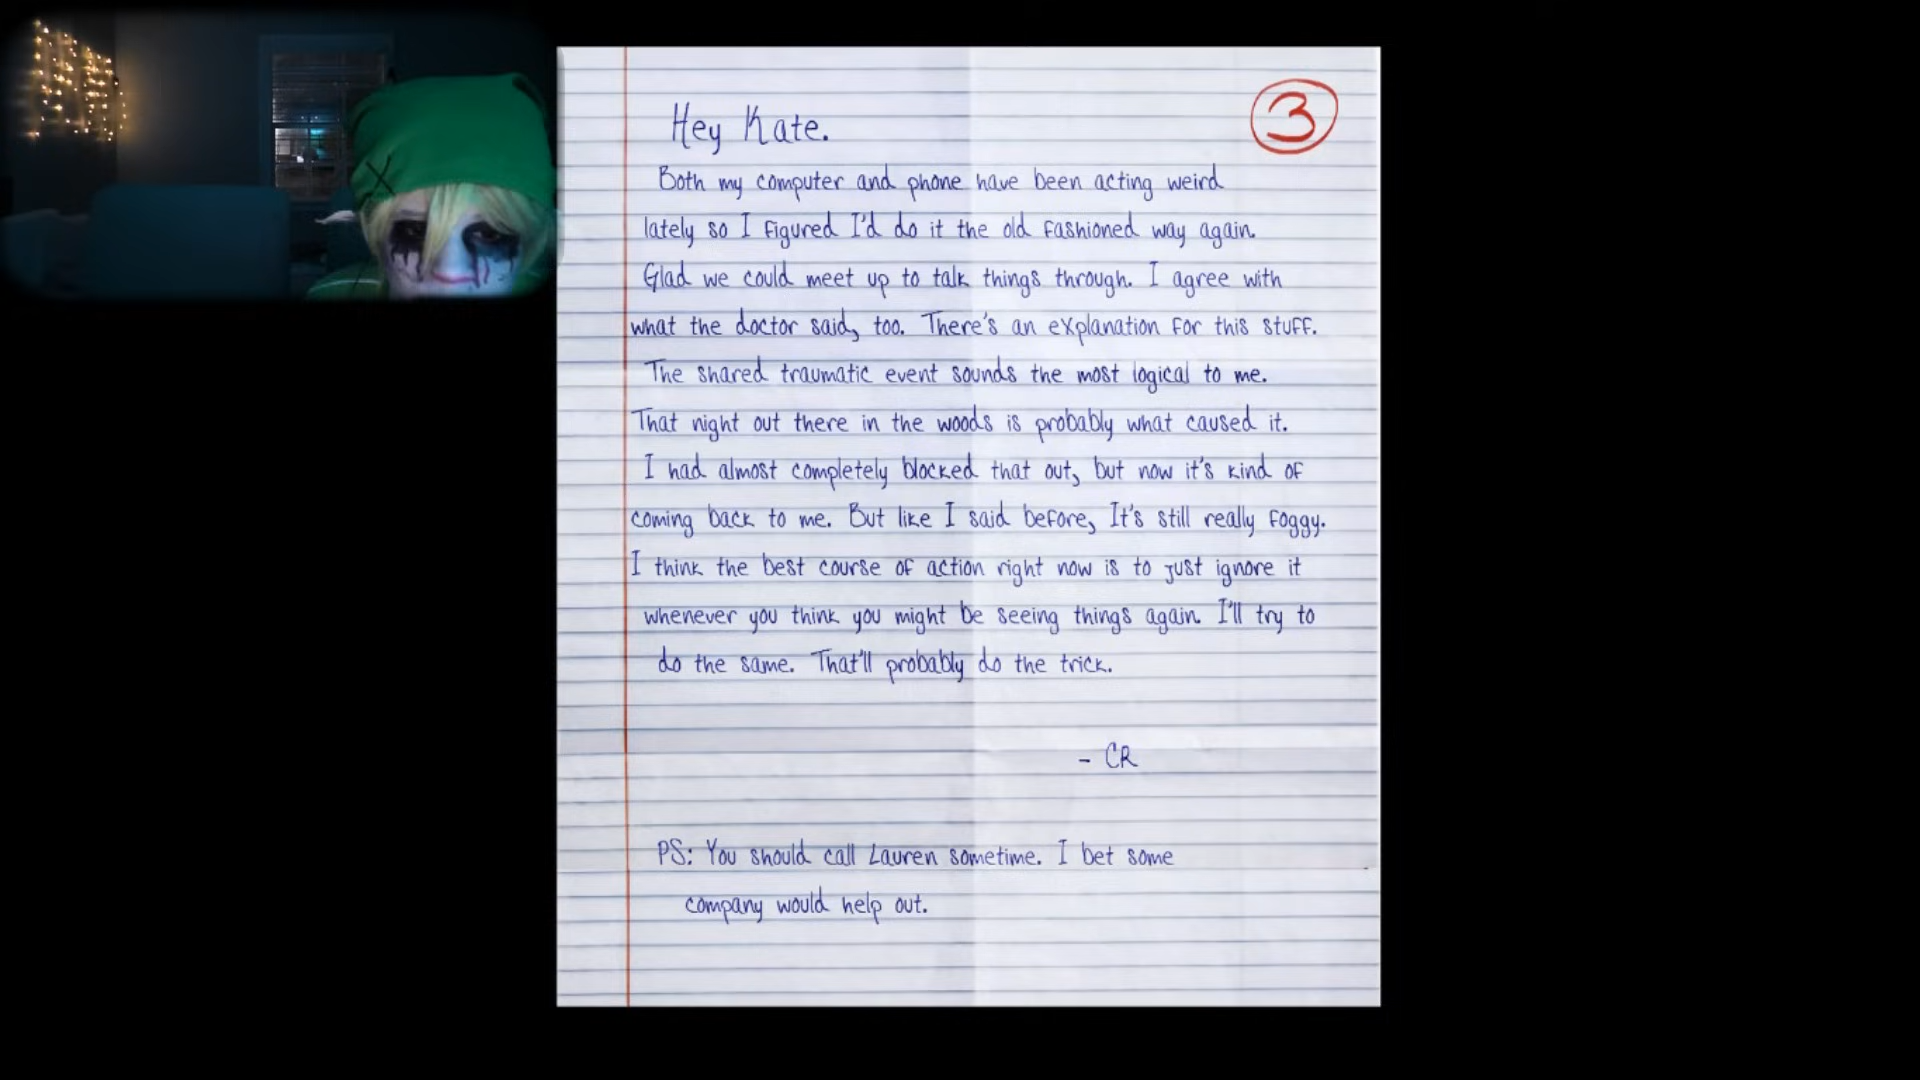 3
Hey Kate.
Both my computer and phone have been acting weird
lately so I figured I'd do it the old fashioned way again.
Glad we could meet up to talk things through. I agree with
what the doctor said, too. There's an explanation for this stuff.
The shared traumatic event sounds the most logical to me.
That night out there in the woods is probably what caused it.
I had almost completely blocked that out, but now it's kind of
coming back to me. But like I said before, It's still really foggy.
I think the best course of action right now is to just ignore it
whenever you think you might be seeing things again. I'll try to
do the same. That'll probably do the trick.
- CR
PS: You should call Lauren sometime. I bet some
company would help out.